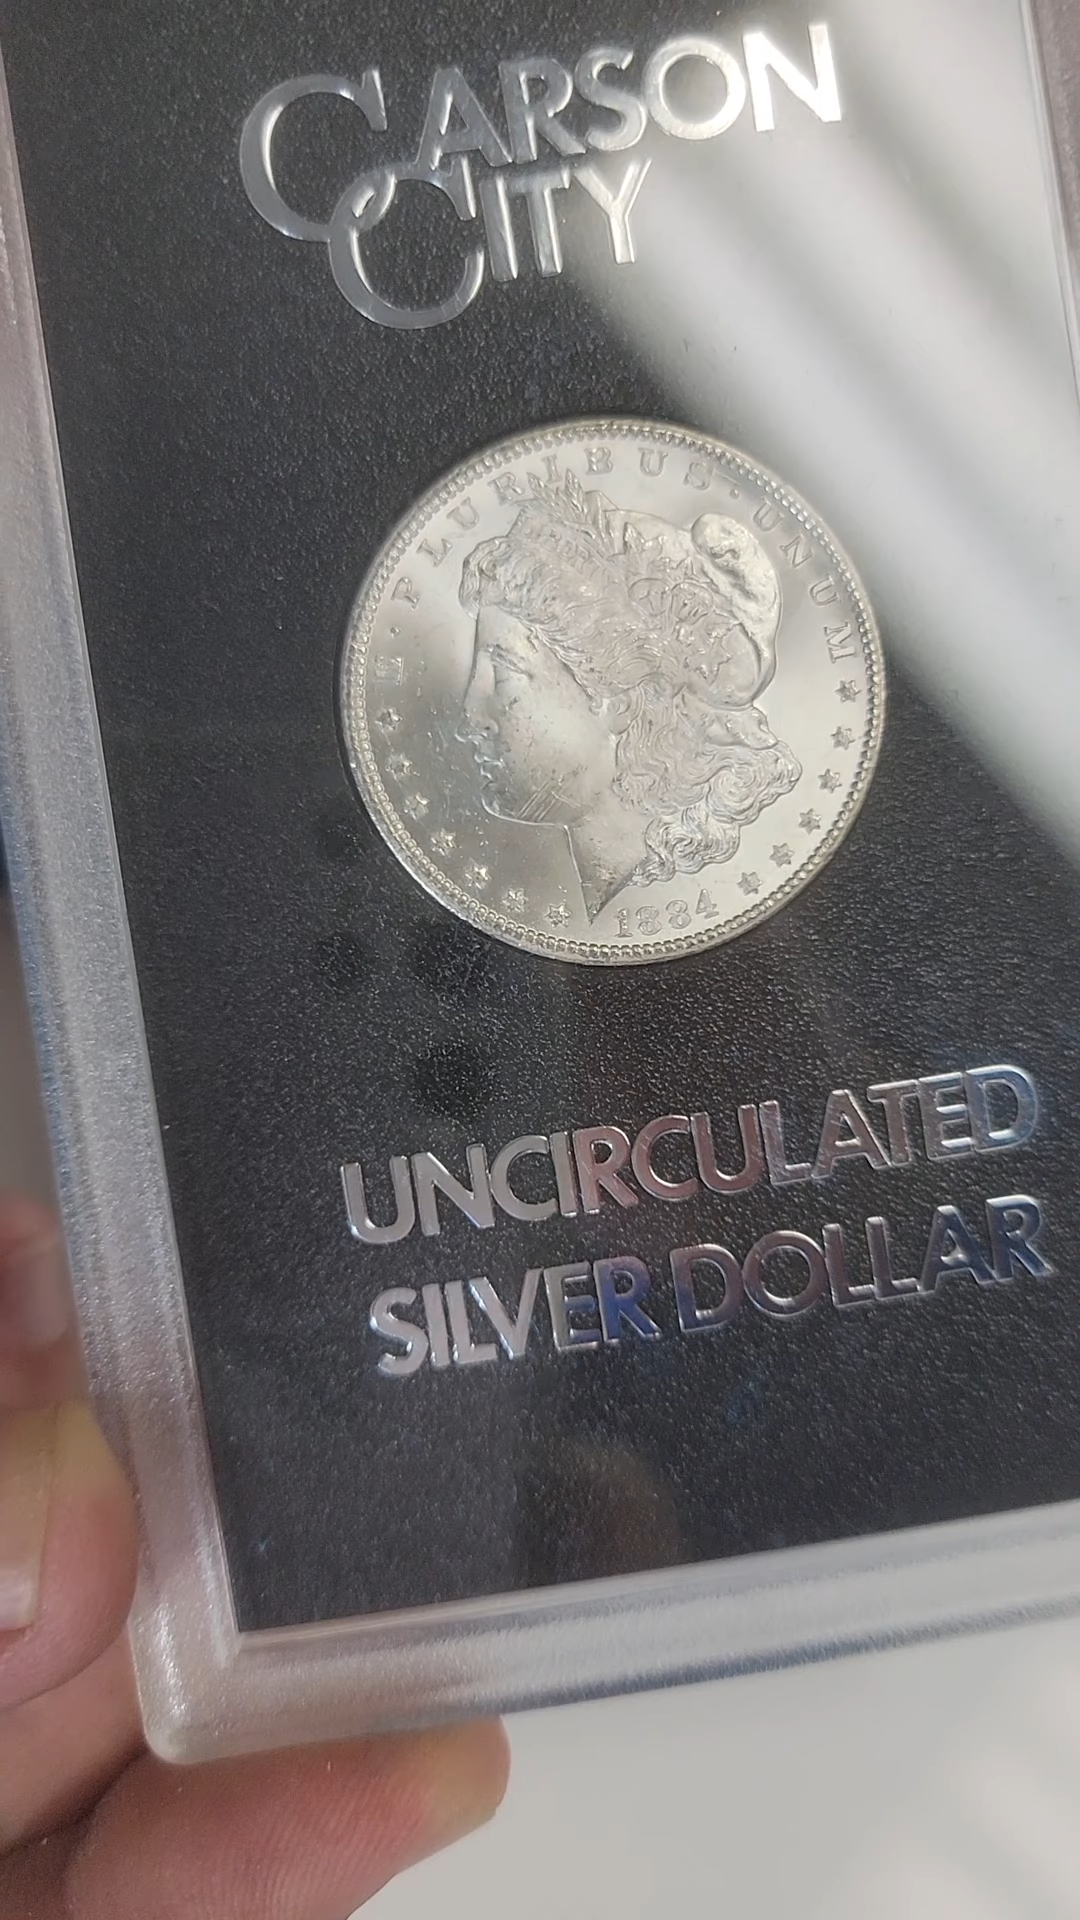 CARSON
CITY
E · PLURIBUS · UNUM
1884
UNCIRCULATED
SILVER DOLLAR